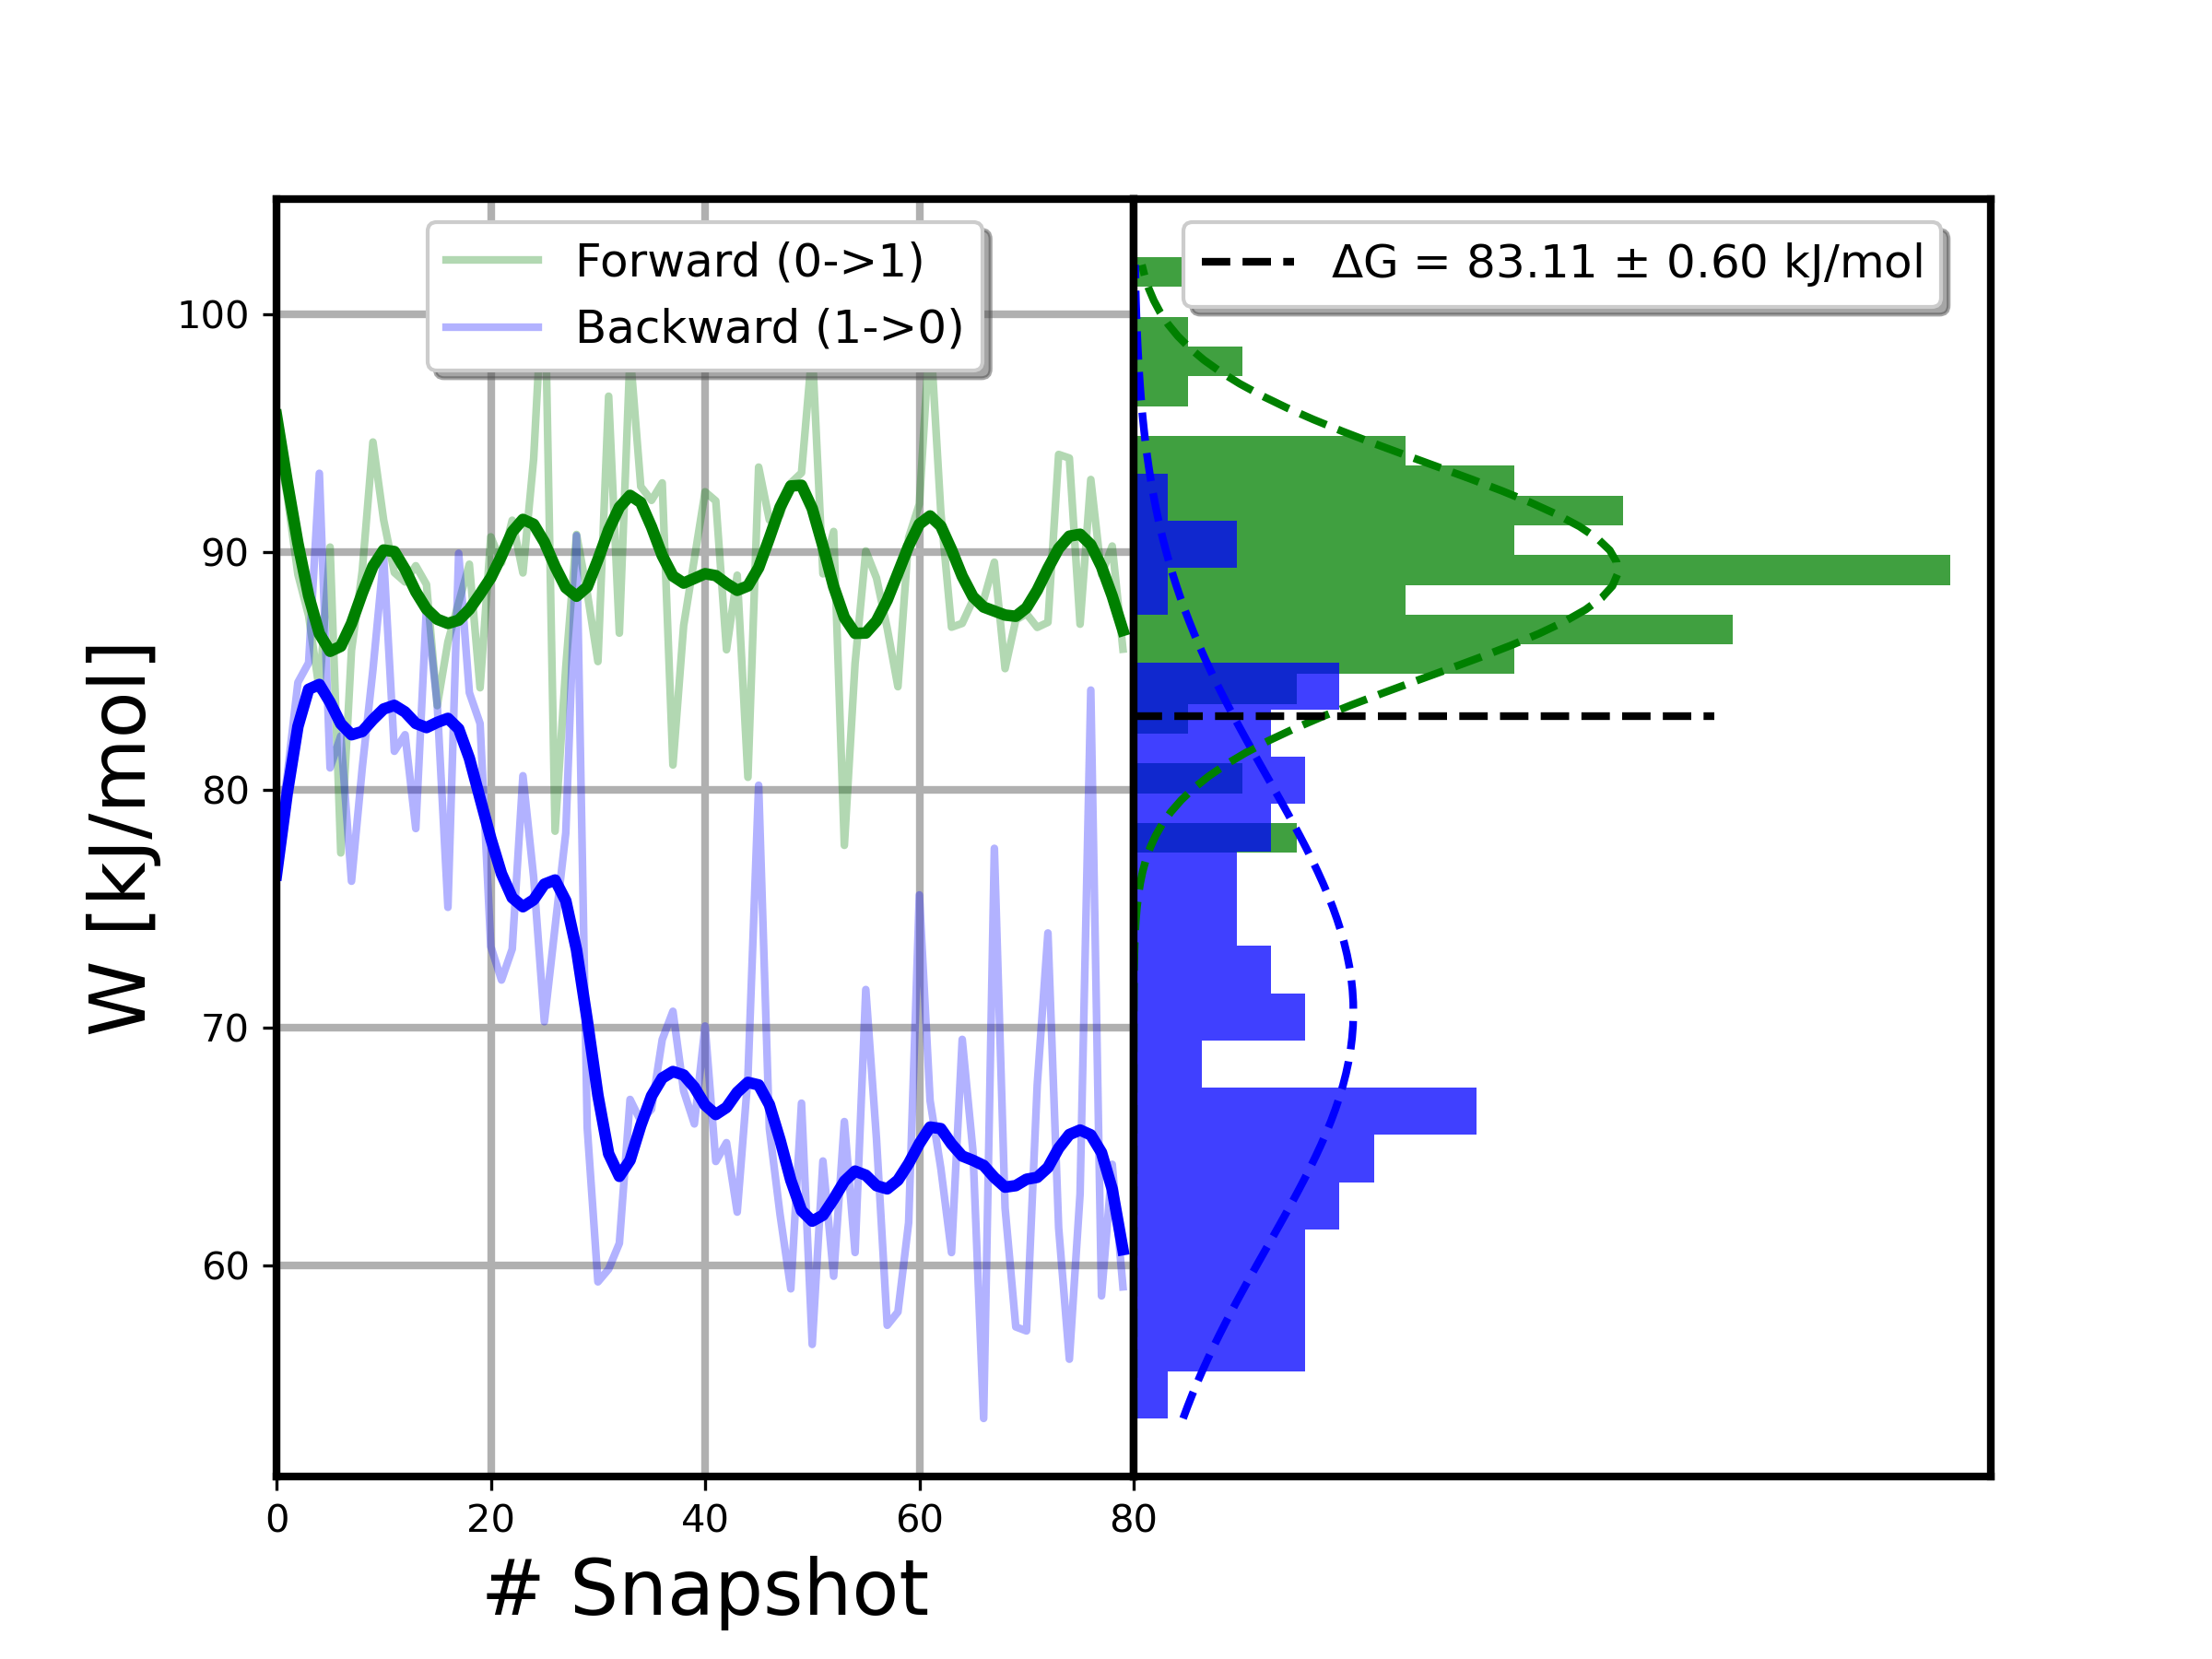 Forward (0->1)
Backward (1->0)
ΔG = 83.11 ± 0.60 kJ/mol
100
90
80
70
60
W [kJ/mol]
0
20
40
60
80
# Snapshot